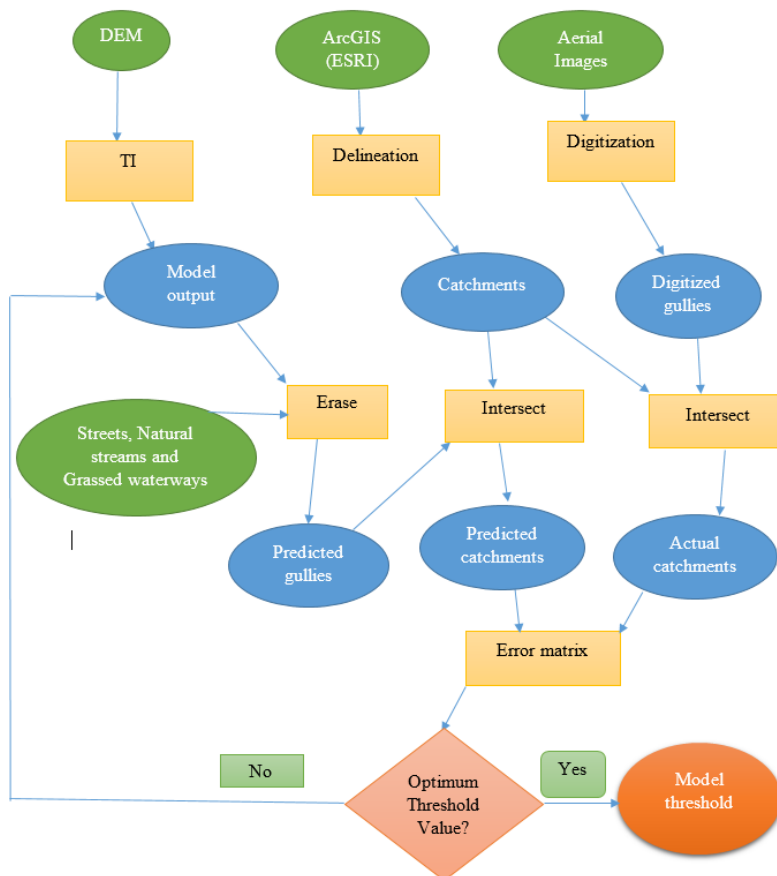 DEM
ArcGIS
(ESRI)
Aerial
Images
TI
Delineation
Digitization
Model
output
Catchments
Digitized
gullies
Erase
Intersect
Intersect
Streets, Natural
streams and
Grassed waterways
Predicted
gullies
Predicted
catchments
Actual
catchments
Error matrix
No
Optimum
Threshold
Value?
Yes
Model
threshold